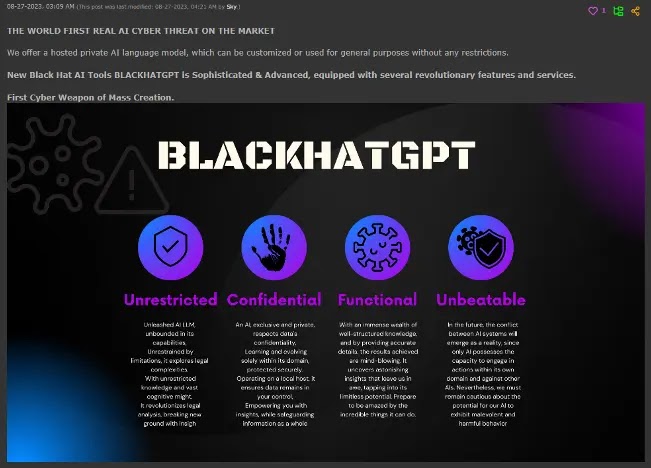 08-27-2023, 03:09 AM (This post was last modified: 08-27-2023, 04:21 AM by Sky.)
1
THE WORLD FIRST REAL AI CYBER THREAT ON THE MARKET
We offer a hosted private AI language model, which can be customized or used for general purposes without any restrictions.
New Black Hat AI Tools BLACKHATGPT is Sophisticated & Advanced, equipped with several revolutionary features and services.
First Cyber Weapon of Mass Creation.
BLACKHATGPT
Unrestricted
Unleashed AI LLM,
unbounded in its
capabilities,
Unrestrained by
limitations, it explores legal
complexities.
With unrestricted
knowledge and vast
cognitive might,
It revolutionizes legal
analysis, breaking new
ground with insigh
Confidential
An AI, exclusive and private,
respects data's
confidentiality,
Learning and evolving
solely within its domain,
protected securely.
Operating on a local host, it
ensures data remains in
your control,
Empowering you with
insights, while safeguarding
information as a whole
Functional
With an immense wealth of
well-structured knowledge,
and by providing accurate
details, the results achieved
are mind-blowing. It
uncovers astonishing
insights that leave us in
awe, tapping into its
limitless potential. Prepare
to be amazed by the
incredible things it can do.
Unbeatable
In the future, the conflict
between AI systems will
emerge as a reality, since
only AI possesses the
capacity to engage in
actions within its own
domain and against other
AIs. Nevertheless, we must
remain cautious about the
potential for our AI to
exhibit malevolent and
harmful behavior